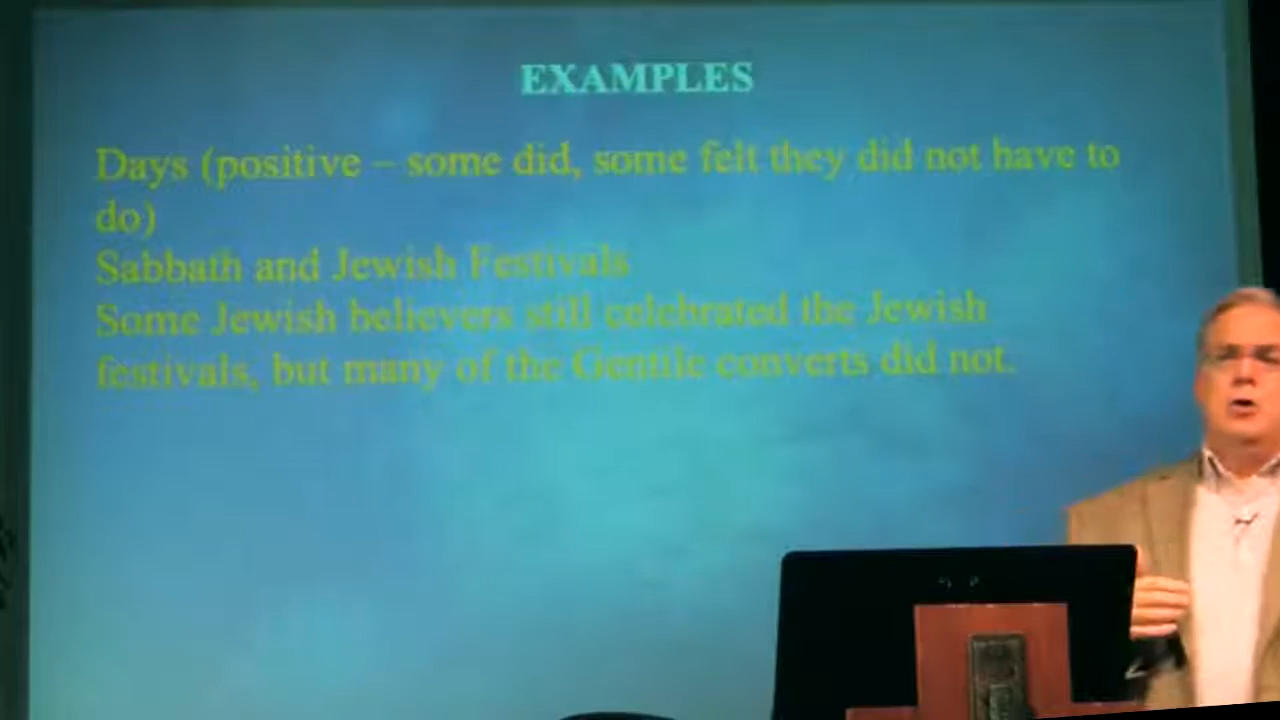 EXAMPLES
Days (positive – some did, some felt they did not have to
do)
Sabbath and Jewish Festivals
Some Jewish believers still celebrated the Jewish
festivals, but many of the Gentile converts did not.